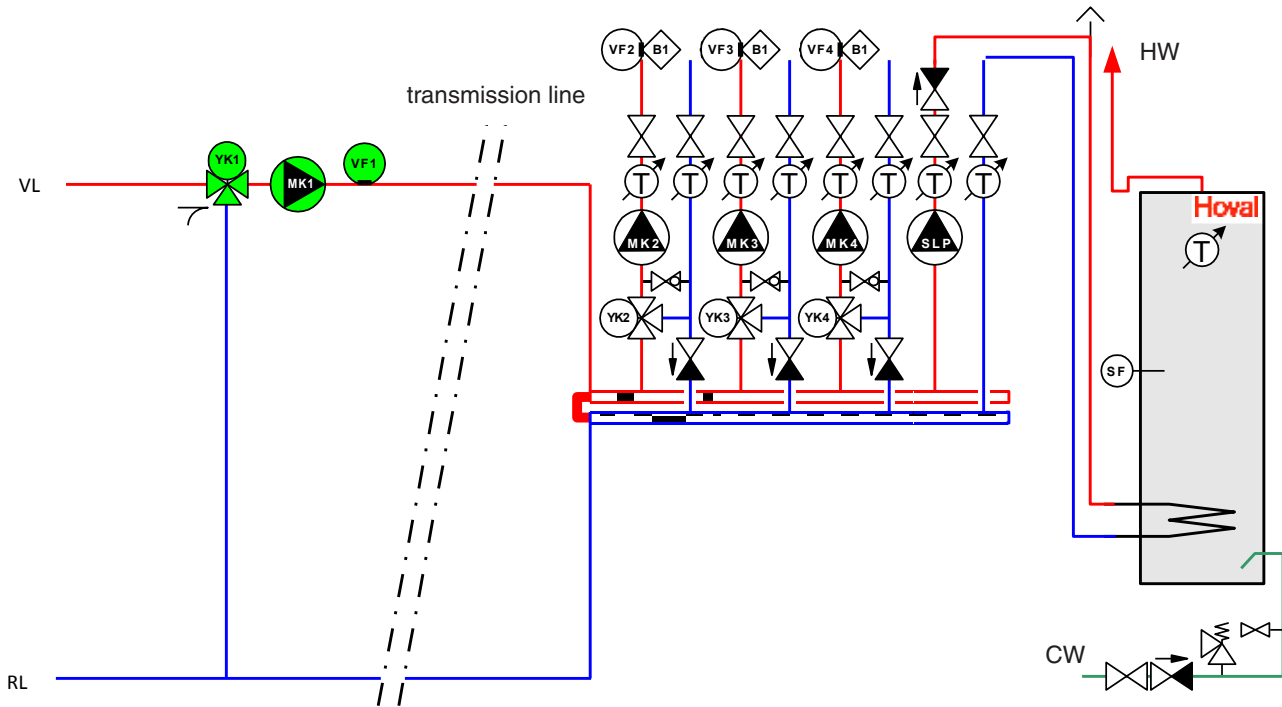 VF2 B1 VF3 B1 VF4 B1
HW
transmission line
YK1
VF1
T T T T T T T T
VL
MK1
Hoval
MK2 MK3 MK4 SLP
T
YK2 YK3 YK4
SF
CW
RL